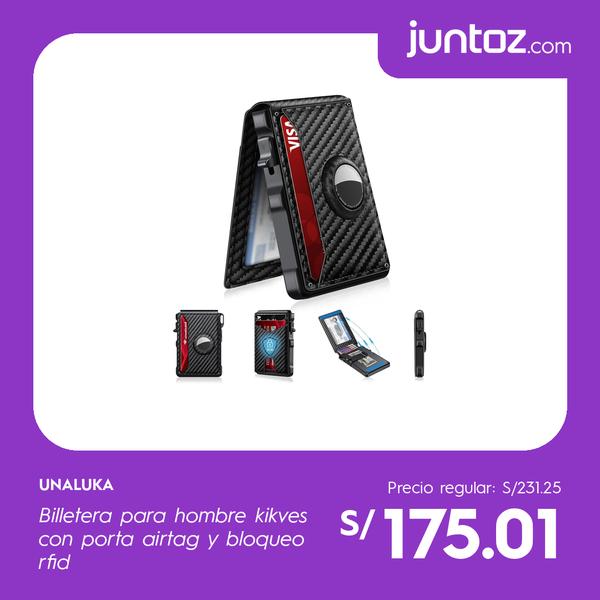 juntoz.com
VISA
UNALUKA
Billetera para hombre kikves
con porta airtag y bloqueo
rfid
Precio regular: S/231.25
S/175.01